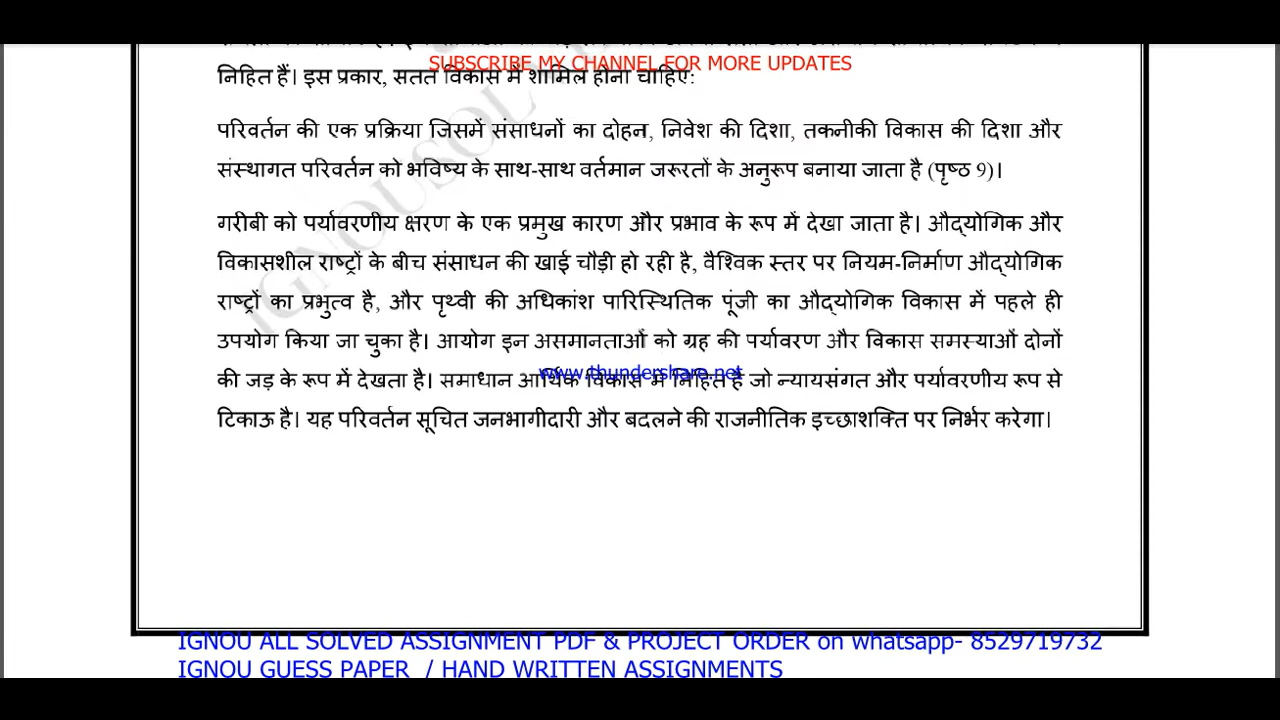 SUBSCRIBE MY CHANNEL FOR MORE UPDATES
निहित हैं। इस प्रकार, सतत विकास में शामिल होना चाहिए:
परिवर्तन की एक प्रक्रिया जिसमें संसाधनों का दोहन, निवेश की दिशा, तकनीकी विकास की दिशा और
संस्थागत परिवर्तन को भविष्य के साथ-साथ वर्तमान जरूरतों के अनुरूप बनाया जाता है (पृष्ठ 9)।
गरीबी को पर्यावरणीय क्षरण के एक प्रमुख कारण और प्रभाव के रूप में देखा जाता है। औद्योगिक और
विकासशील राष्ट्रों के बीच संसाधन की खाई चौड़ी हो रही है, वैश्विक स्तर पर नियम-निर्माण औद्योगिक
राष्ट्रों का प्रभुत्व है, और पृथ्वी की अधिकांश पारिस्थितिक पूंजी का औद्योगिक विकास में पहले ही
उपयोग किया जा चुका है। आयोग इन असमानताओं को ग्रह की पर्यावरण और विकास समस्याओं दोनों
की जड़ के रूप में देखता है। समाधान आर्थिक विकास में निहित है जो न्यायसंगत और पर्यावरणीय रूप से
www.thundershare.net
टिकाऊ है। यह परिवर्तन सूचित जनभागीदारी और बदलने की राजनीतिक इच्छाशक्ति पर निर्भर करेगा।
IGNOUSOL
IGNOU ALL SOLVED ASSIGNMENT PDF & PROJECT ORDER on whatsapp- 8529719732
IGNOU GUESS PAPER / HAND WRITTEN ASSIGNMENTS